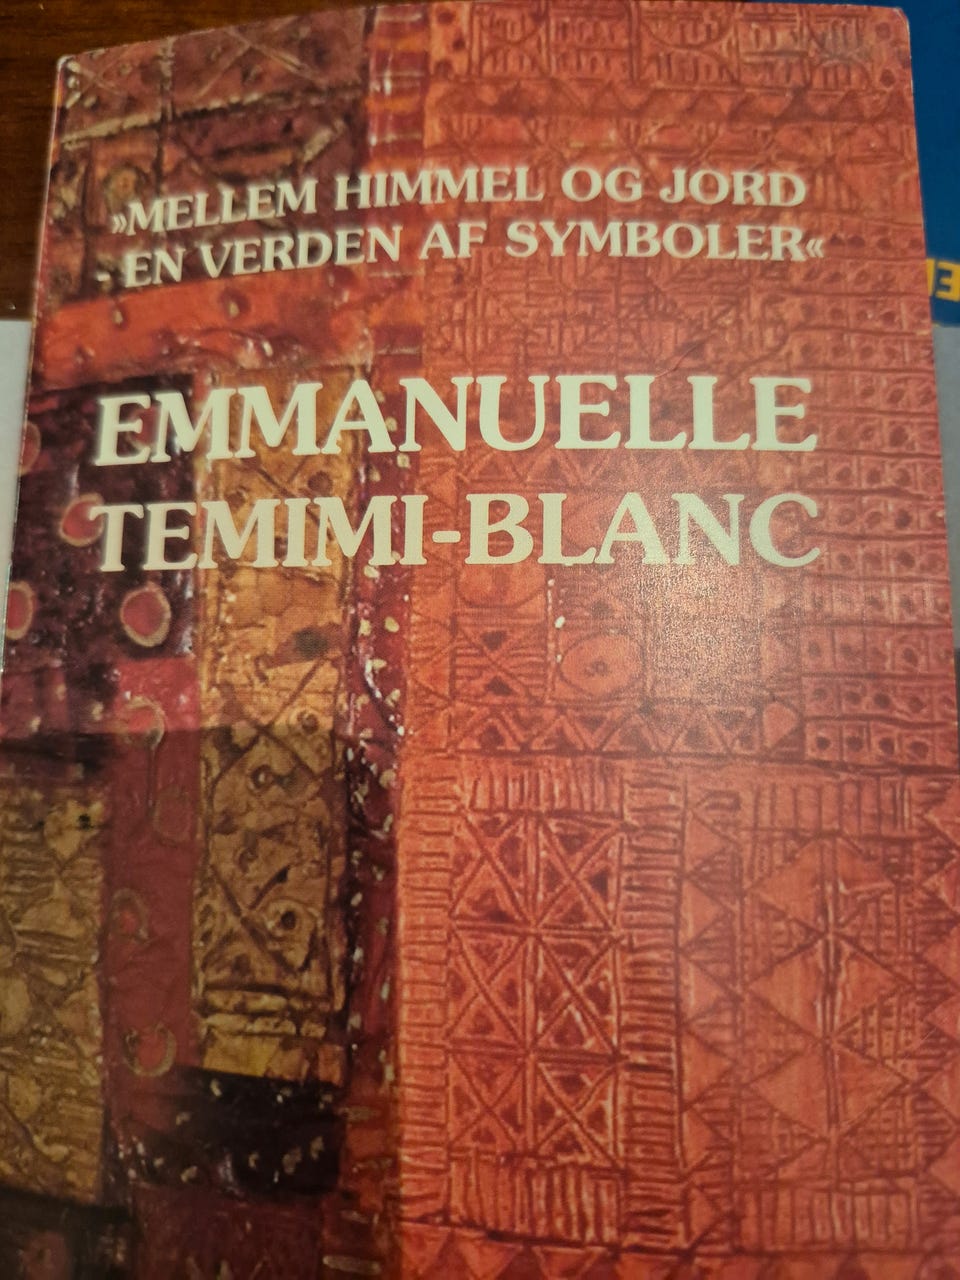 »MELLEM HIMMEL OG JORD
- EN VERDEN AF SYMBOLER«
EMMANUELLE
TEMIMI-BLANC